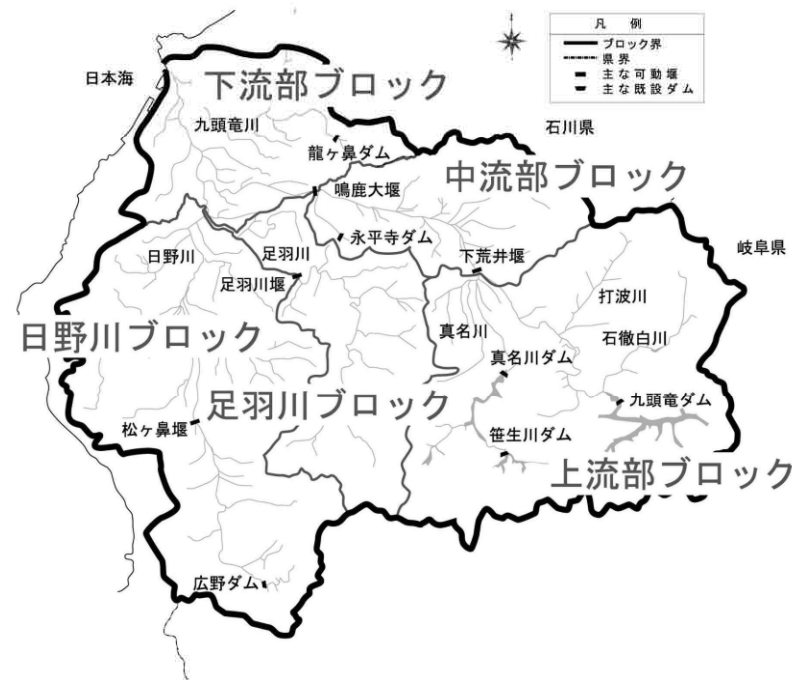 凡 例
ブロック界
県界
主な可動堰
主な既設ダム
日本海
下流部ブロック
九頭竜川
龍ヶ鼻ダム
石川県
中流部ブロック
鳴鹿大堰
永平寺ダム
日野川
足羽川
足羽川堰
下荒井堰
岐阜県
打波川
石徹白川
真名川
真名川ダム
日野川ブロック
足羽川ブロック
九頭竜ダム
松ヶ鼻堰
笹生川ダム
上流部ブロック
広野ダム